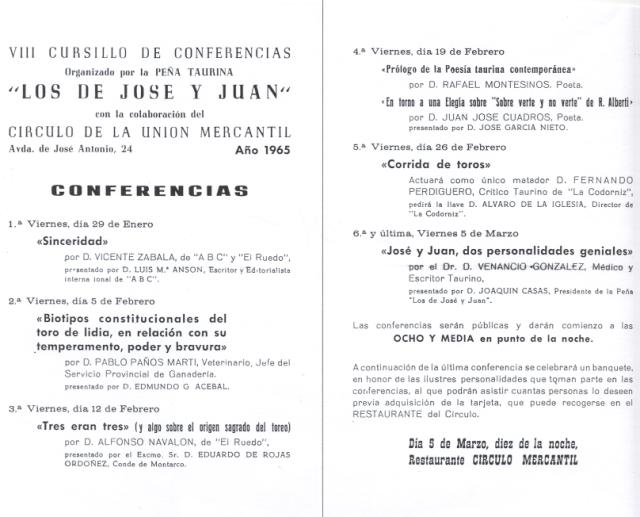 VIII CURSILLO DE CONFERENCIAS
Organizado por la PEÑA TAURINA
"LOS DE JOSE Y JUAN"
con la colaboración del
CIRCULO DE LA UNION MERCANTIL
Avda. de José Antonio, 24 Año 1965
CONFERENCIAS
1.ª Viernes, día 29 de Enero
«Sinceridad»
por D. VICENTE ZABALA, de "A B C" y "El Ruedo",
presentado por D. LUIS M.ª ANSON, Escritor y Editorialista
internacional de "A B C".
2.ª Viernes, día 5 de Febrero
«Biotipos constitucionales del
toro de lidia, en relación con su
temperamento, poder y bravura»
por D. PABLO PAÑOS MARTI, Veterinario, Jefe del
Servicio Provincial de Ganadería.
presentado por D. EDMUNDO G ACEBAL.
3.ª Viernes, día 12 de Febrero
«Tres eran tres» (y algo sobre el origen sagrado del toreo)
por D. ALFONSO NAVALON, de "El Ruedo",
presentado por el Excmo. Sr. D. EDUARDO DE ROJAS
ORDOÑEZ, Conde de Montarco.
4.ª Viernes, día 19 de Febrero
«Prólogo de la Poesía taurina contemporánea»
por D. RAFAEL MONTESINOS. Poeta.
«En torno a una Elegía sobre "Sobre verte y no verte" de R. Alberti»
por D. JUAN JOSE CUADROS, Poeta.
presentado por D. JOSE GARCIA NIETO.
5.ª Viernes, día 26 de Febrero
«Corrida de toros»
Actuará como único matador D. FERNANDO
PERDIGUERO, Crítico Taurino de "La Codorniz",
pedirá la llave D. ALVARO DE LA IGLESIA, Director de
"La Codorniz".
6.ª y última, Viernes 5 de Marzo
«José y Juan, dos personalidades geniales»
por el Dr. D. VENANCIO GONZALEZ, Médico y
Escritor Taurino,
presentado por D. JOAQUIN CASAS, Presidente de la Peña
"Los de José y Juan".
Las conferencias serán públicas y darán comienzo a las
OCHO Y MEDIA en punto de la noche.
A continuación de la última conferencia se celebrará un banquete,
en honor de las ilustres personalidades que toman parte en las
conferencias, al que podrán asistir cuantas personas lo deseen
previa adquisición de la tarjeta, que puede recogerse en el
RESTAURANTE del Círculo.
Día 5 de Marzo, diez de la noche,
Restaurante CIRCULO MERCANTIL